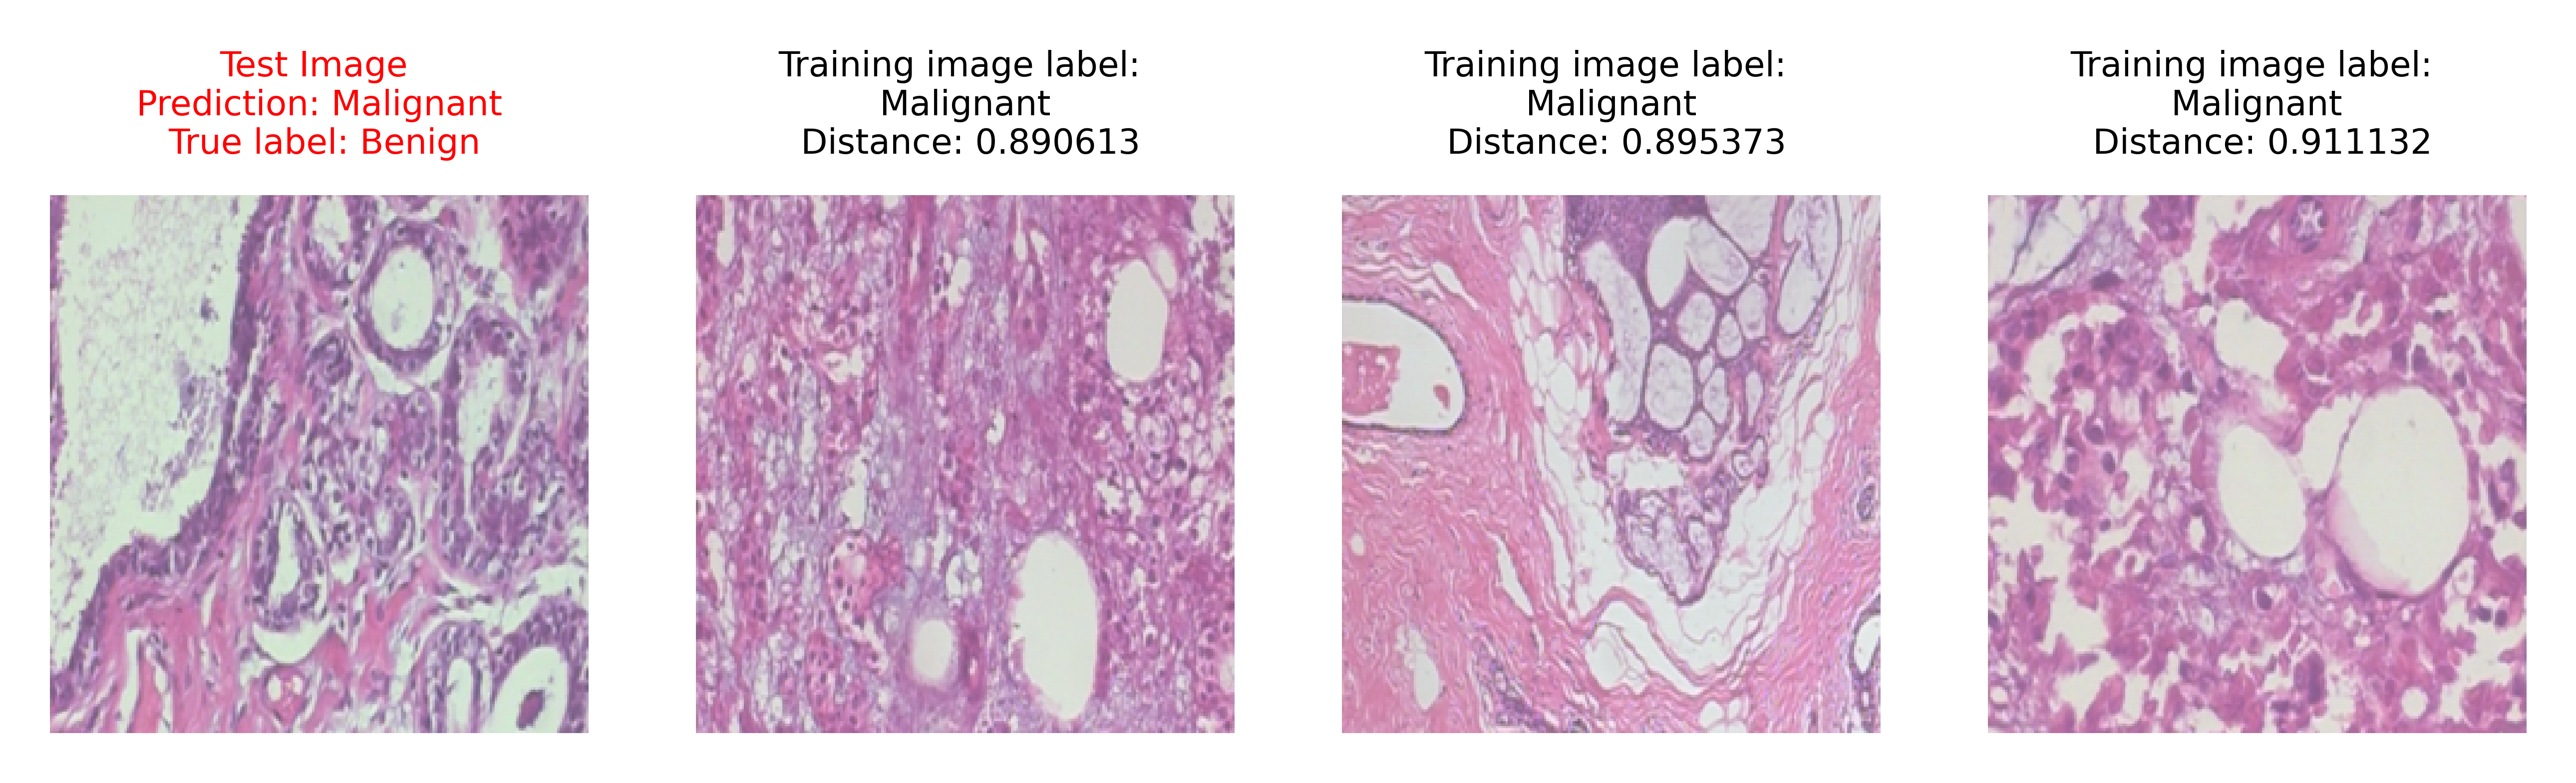 Test Image
Prediction: Malignant
True label: Benign
Training image label:
Malignant
Distance: 0.890613
Training image label:
Malignant
Distance: 0.895373
Training image label:
Malignant
Distance: 0.911132